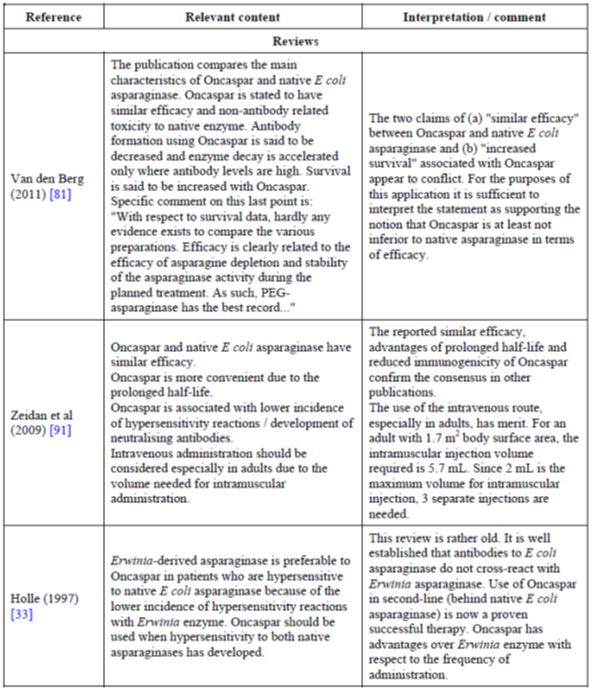 Reference Relevant content Interpretation / comment
Reviews
Van den Berg
(2011) [81]
The publication compares the main
characteristics of Oncaspar and native E coli
asparaginase. Oncaspar is stated to have
similar efficacy and non-antibody related
toxicity to native enzyme. Antibody
formation using Oncaspar is said to be
decreased and enzyme decay is accelerated
only where antibody levels are high. Survival
is said to be increased with Oncaspar.
Specific comment on this last point is:
"With respect to survival data, hardly any
evidence exists to compare the various
preparations. Efficacy is clearly related to the
efficacy of asparagine depletion and stability
of the asparaginase activity during the
planned treatment. As such, PEG-
asparaginase has the best record..."
The two claims of (a) "similar efficacy"
between Oncaspar and native E coli
asparaginase and (b) "increased
survival" associated with Oncaspar
appear to conflict. For the purposes of
this application it is sufficient to
interpret the statement as supporting the
notion that Oncaspar is at least not
inferior to native asparaginase in terms
of efficacy.
Zeidan et al
(2009) [91]
Oncaspar and native E coli asparaginase have
similar efficacy.
Oncaspar is more convenient due to the
prolonged half-life.
Oncaspar is associated with lower incidence
of hypersensitivity reactions / development of
neutralising antibodies.
Intravenous administration should be
considered especially in adults due to the
volume needed for intramuscular
administration.
The reported similar efficacy,
advantages of prolonged half-life and
reduced immunogenicity of Oncaspar
confirm the consensus in other
publications.
The use of the intravenous route,
especially in adults, has merit. For an
adult with 1.7 m² body surface area, the
intramuscular injection volume
required is 5.7 mL. Since 2 mL is the
maximum volume for intramuscular
injection, 3 separate injections are
needed.
Holle (1997)
[33]
Erwinia-derived asparaginase is preferable to
Oncaspar in patients who are hypersensitive
to native E coli asparaginase because of the
lower incidence of hypersensitivity reactions
with Erwinia enzyme. Oncaspar should be
used when hypersensitivity to both native
asparaginases has developed.
This review is rather old. It is well
established that antibodies to E coli
asparaginase do not cross-react with
Erwinia asparaginase. Use of Oncaspar
in second-line (behind native E coli
asparaginase) is now a proven
successful therapy. Oncaspar has
advantages over Erwinia enzyme with
respect to the frequency of
administration.